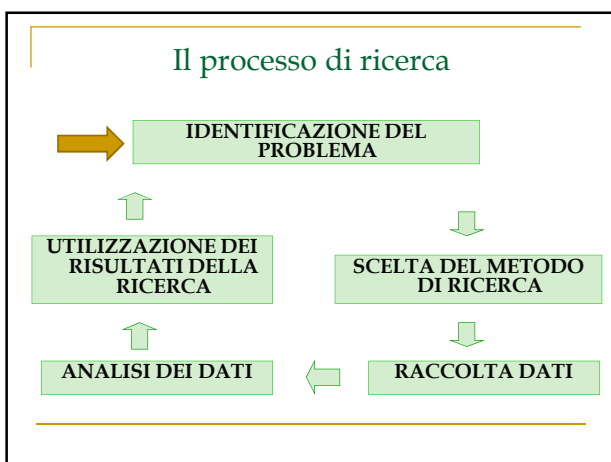 Il processo di ricerca
IDENTIFICAZIONE DEL
PROBLEMA
UTILIZZAZIONE DEI
RISULTATI DELLA
RICERCA
SCELTA DEL METODO
DI RICERCA
ANALISI DEI DATI
RACCOLTA DATI